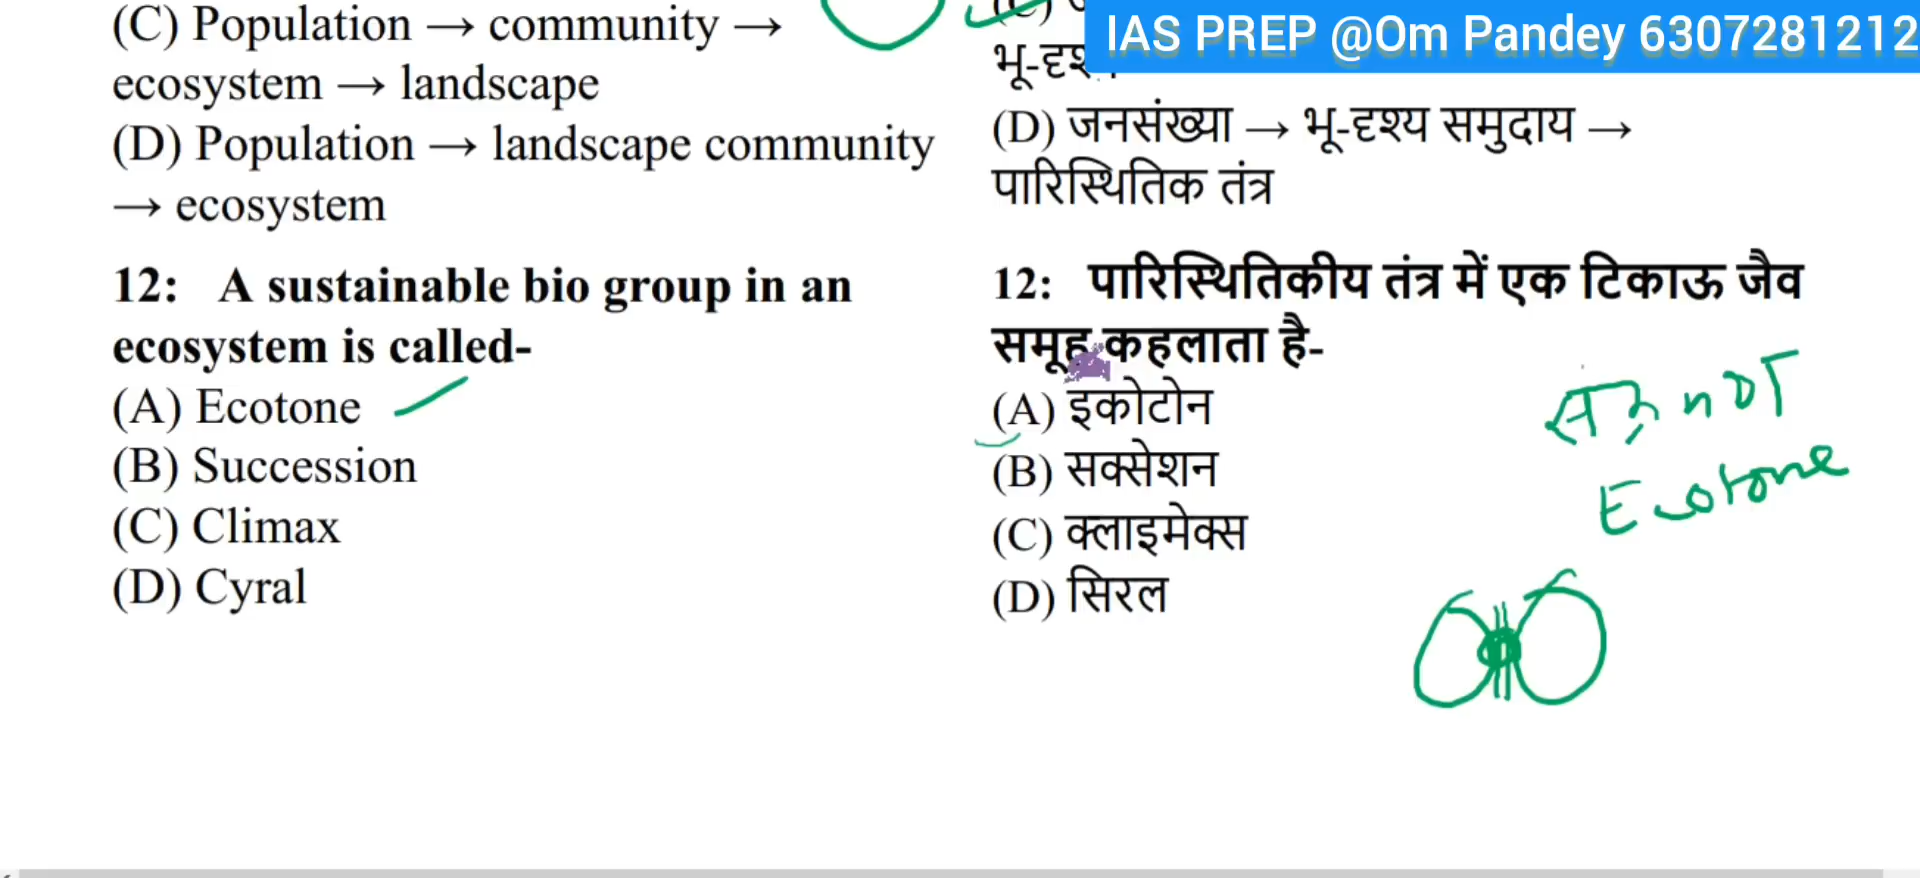 IAS PREP @Om Pandey 6307281212
(C) Population → community →
ecosystem → landscape
(D) Population → landscape community
→ ecosystem
12: A sustainable bio group in an
ecosystem is called-
(A) Ecotone
(B) Succession
(C) Climax
(D) Cyral
(D) जनसंख्या → भू-दृश्य समुदाय →
पारिस्थितिक तंत्र
12: पारिस्थितिकीय तंत्र में एक टिकाऊ जैव
समूह कहलाता है-
(A) इकोटोन
(B) सक्सेशन
(C) क्लाइमेक्स
(D) सिरल
not
Ecotone